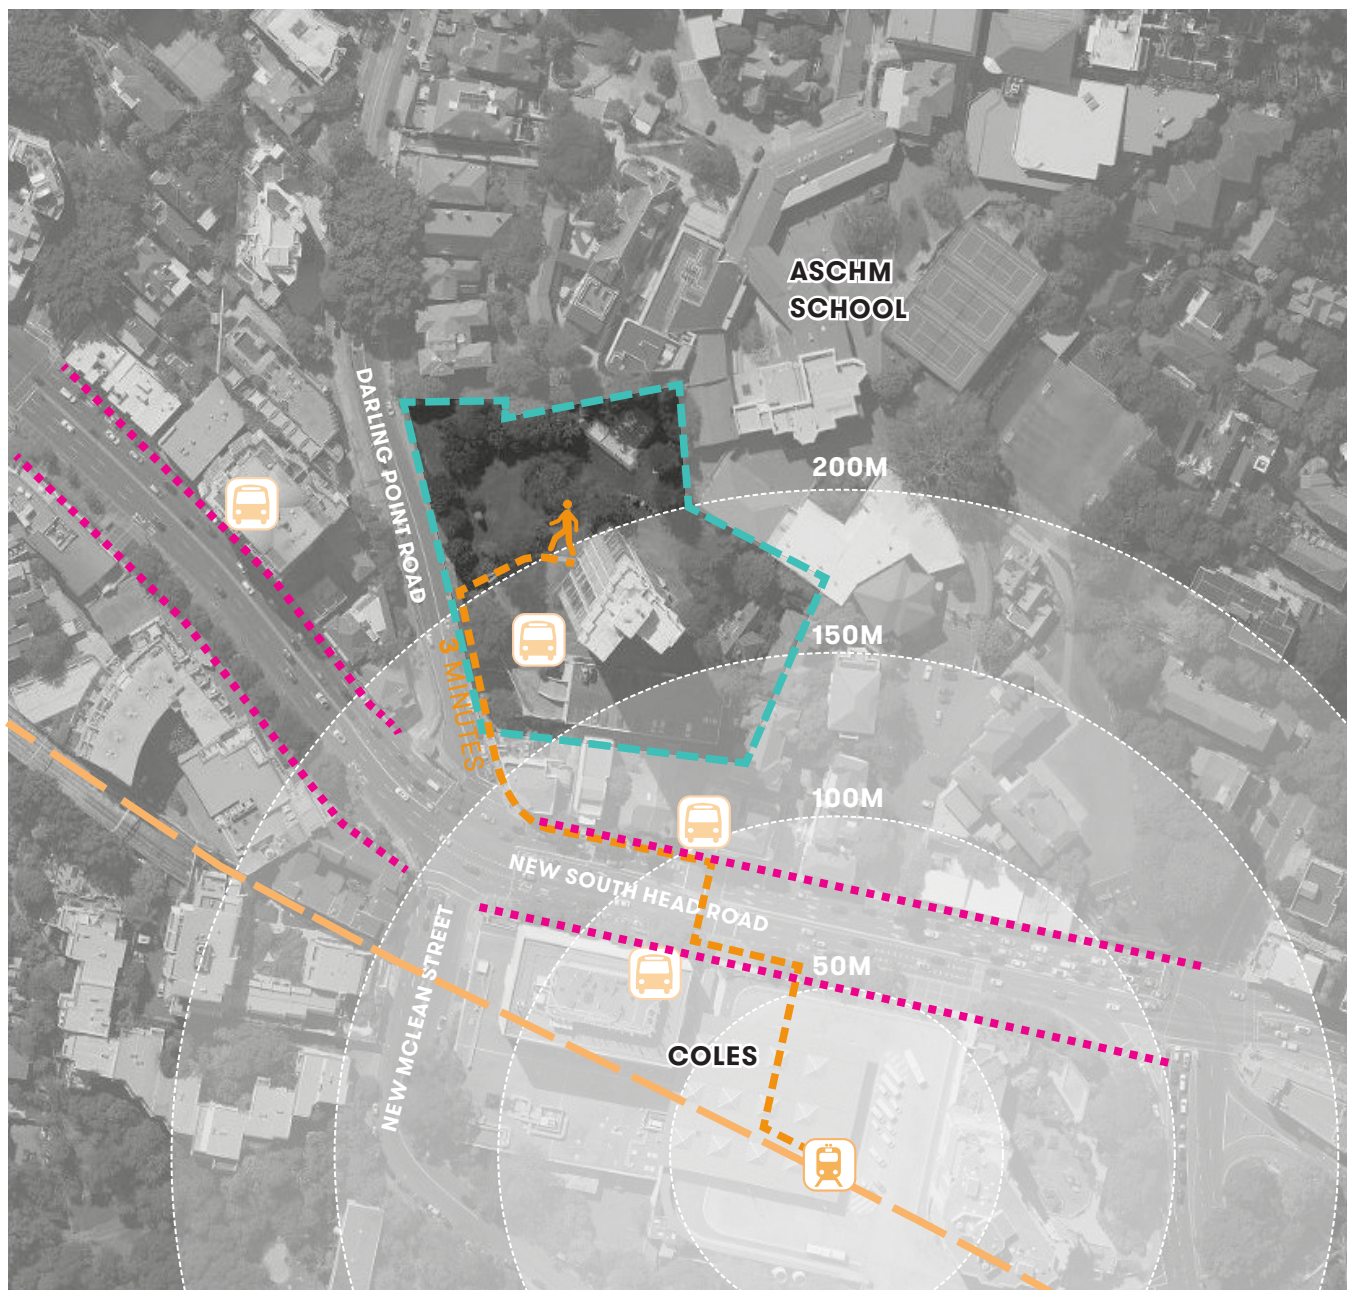 ASCHM
SCHOOL
DARLING POINT ROAD
200M
150M
3 MINUTES
100M
NEW SOUTH HEAD ROAD
NEW MCLEAN STREET
50M
COLES